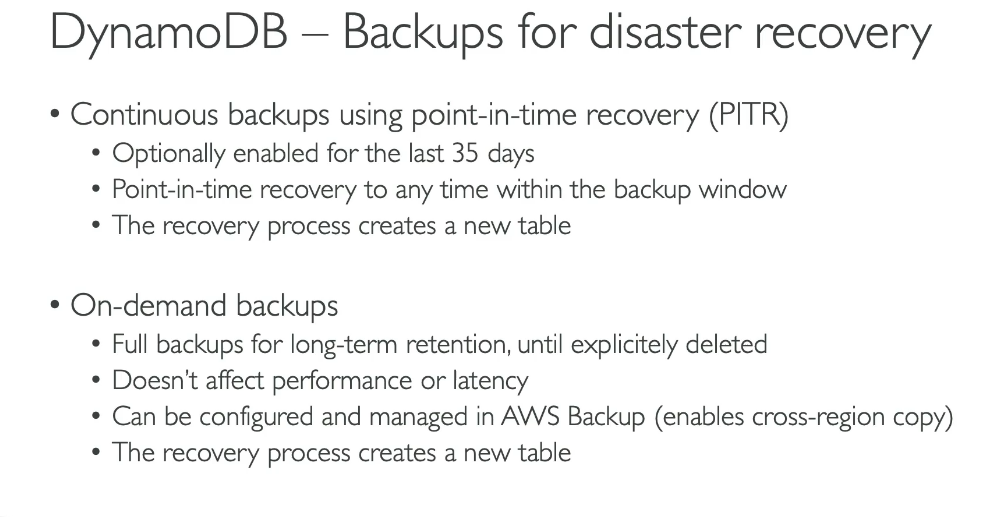 DynamoDB – Backups for disaster recovery
• Continuous backups using point-in-time recovery (PITR)
• Optionally enabled for the last 35 days
• Point-in-time recovery to any time within the backup window
• The recovery process creates a new table
• On-demand backups
• Full backups for long-term retention, until explicitely deleted
• Doesn't affect performance or latency
• Can be configured and managed in AWS Backup (enables cross-region copy)
• The recovery process creates a new table